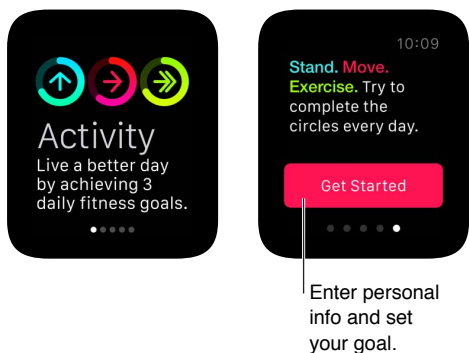 Activity
Live a better day
by achieving 3
daily fitness goals.
10:09
Stand. Move.
Exercise. Try to
complete the
circles every day.
Get Started
Enter personal
info and set
your goal.